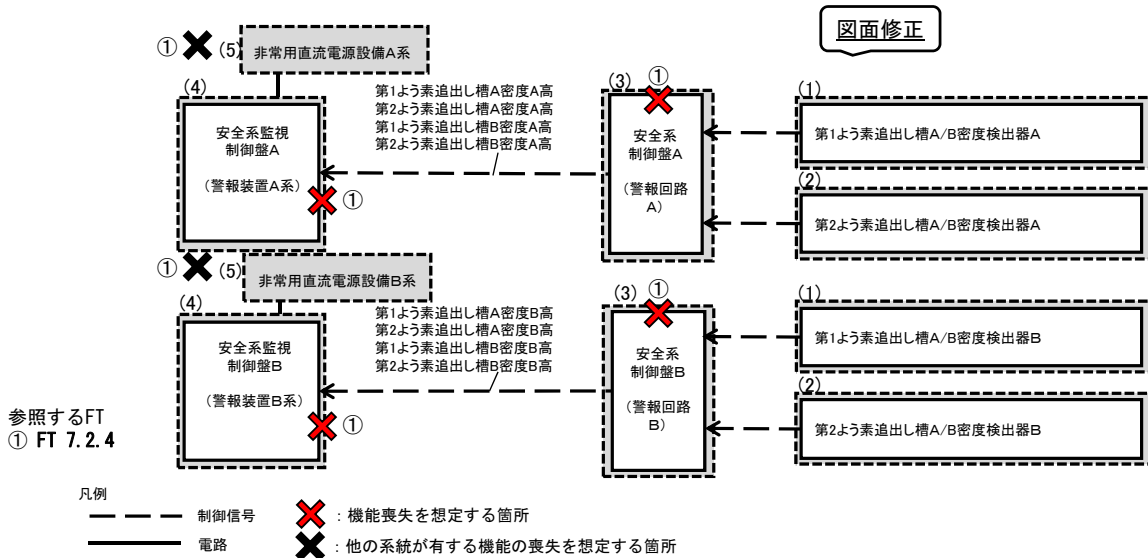 図面修正
① (5) 非常用直流電源設備A系
(4)
安全系監視
制御盤A
(警報装置A系)
①
第1よう素追出し槽A密度A高
第2よう素追出し槽A密度A高
第1よう素追出し槽B密度A高
第2よう素追出し槽B密度A高
(3) ①
安全系
制御盤A
(警報回路
A)
(1)
第1よう素追出し槽A/B密度検出器A
(2)
第2よう素追出し槽A/B密度検出器A
① (5) 非常用直流電源設備B系
(4)
安全系監視
制御盤B
(警報装置B系)
①
第1よう素追出し槽A密度B高
第2よう素追出し槽A密度B高
第1よう素追出し槽B密度B高
第2よう素追出し槽B密度B高
(3) ①
安全系
制御盤B
(警報回路
B)
(1)
第1よう素追出し槽A/B密度検出器B
(2)
第2よう素追出し槽A/B密度検出器B
参照するFT
① FT 7.2.4
凡例
制御信号
:機能喪失を想定する箇所
電路
:他の系統が有する機能の喪失を想定する箇所